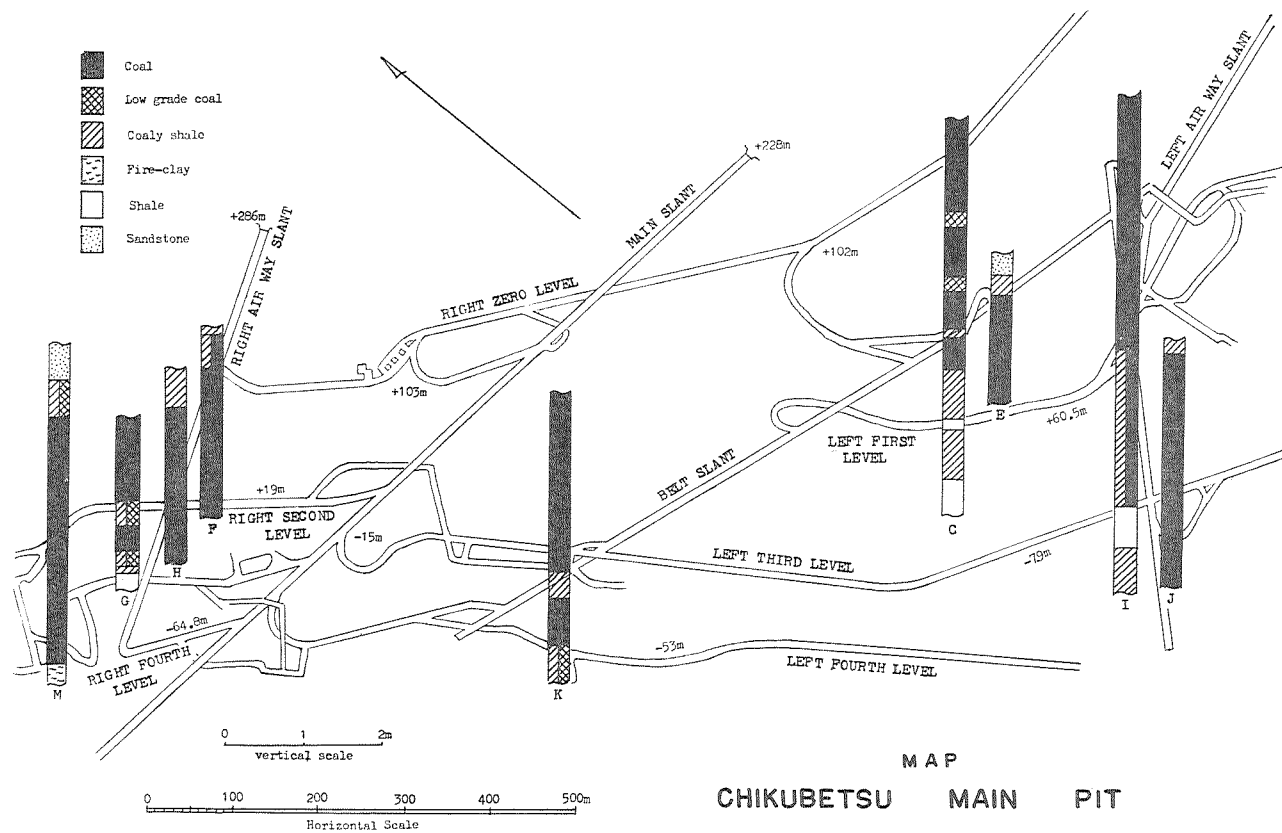 Coal
Low grade coal
Coaly shale
Fire-clay
Shale
Sandstone
+286m
RIGHT AIR WAY SLANT
MAIN SLANT
+228m
LEFT AIR WAY SLANT
RIGHT ZERO LEVEL
+103m
+102m
+19m
RIGHT SECOND
LEVEL
-15m
BELT SLANT
LEFT FIRST
LEVEL
+60.5m
LEFT THIRD LEVEL
-79m
-64.8m
RIGHT FOURTH
LEVEL
-53m
LEFT FOURTH LEVEL
M
G
H
F
K
C
E
I
J
0 1 2m
vertical scale
0 100 200 300 400 500m
Horizontal Scale
MAP
CHIKUBETSU MAIN PIT